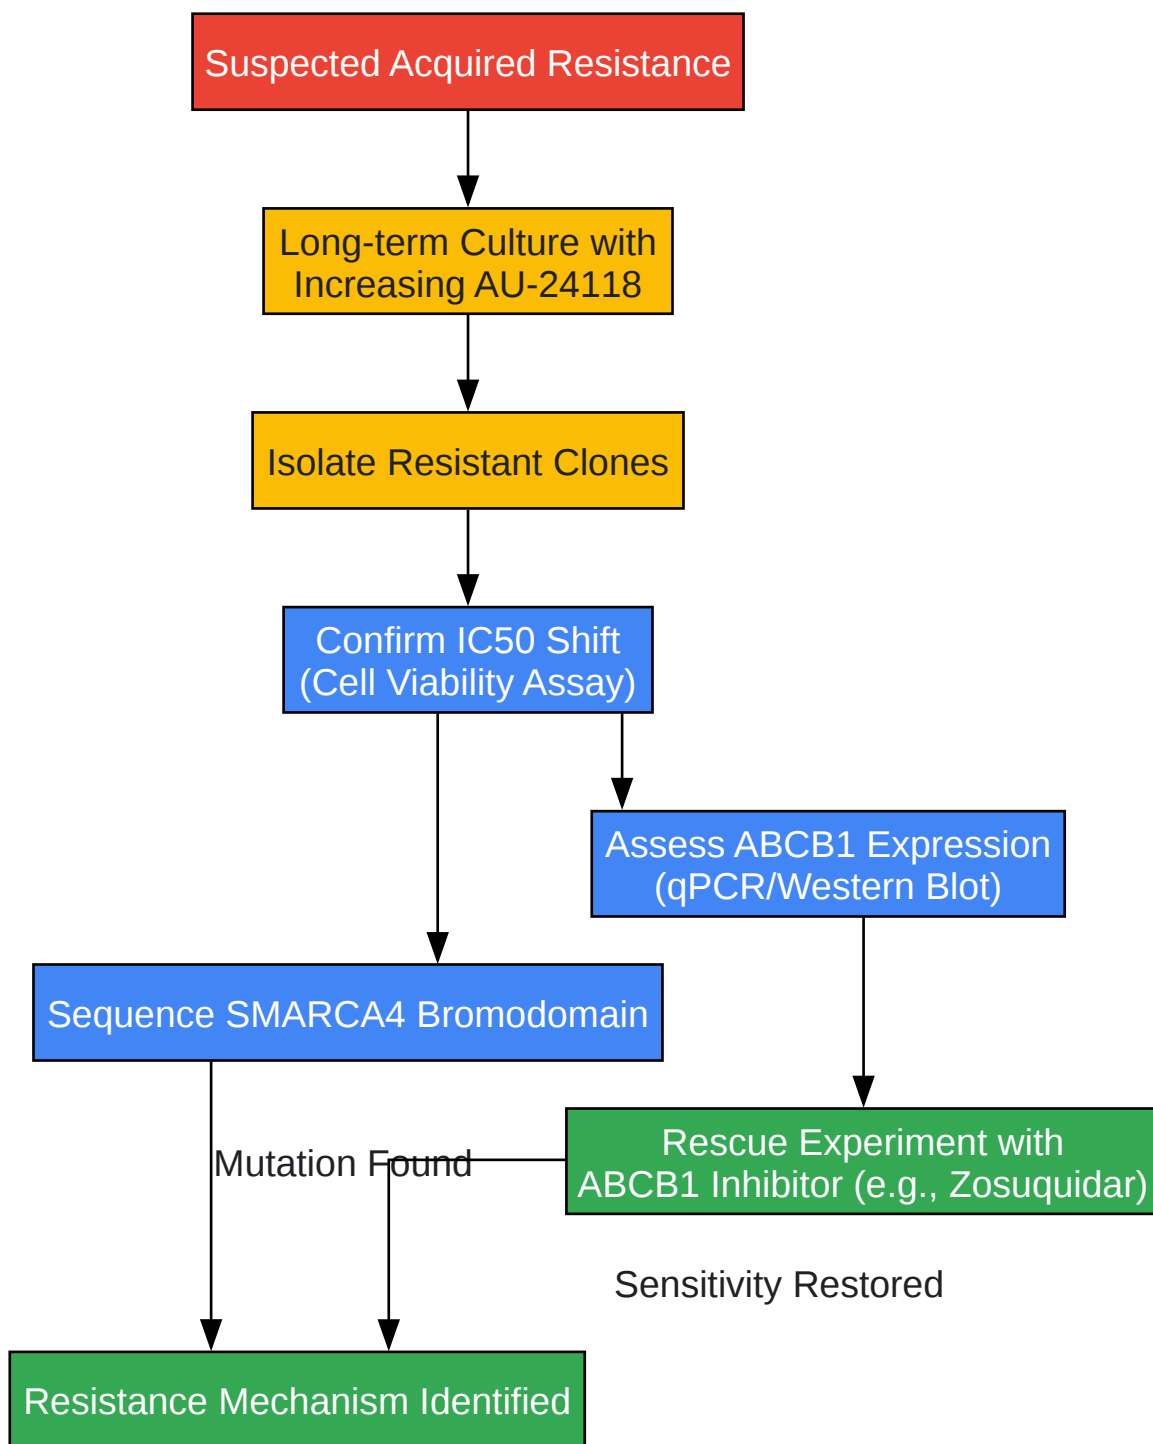 Suspected Acquired Resistance
Long-term Culture with
Increasing AU-24118
Isolate Resistant Clones
Confirm IC50 Shift
(Cell Viability Assay)
Assess ABCB1 Expression
(qPCR/Western Blot)
Sequence SMARCA4 Bromodomain
Rescue Experiment with
ABCB1 Inhibitor (e.g., Zosuquidar)
Mutation Found
Sensitivity Restored
Resistance Mechanism Identified